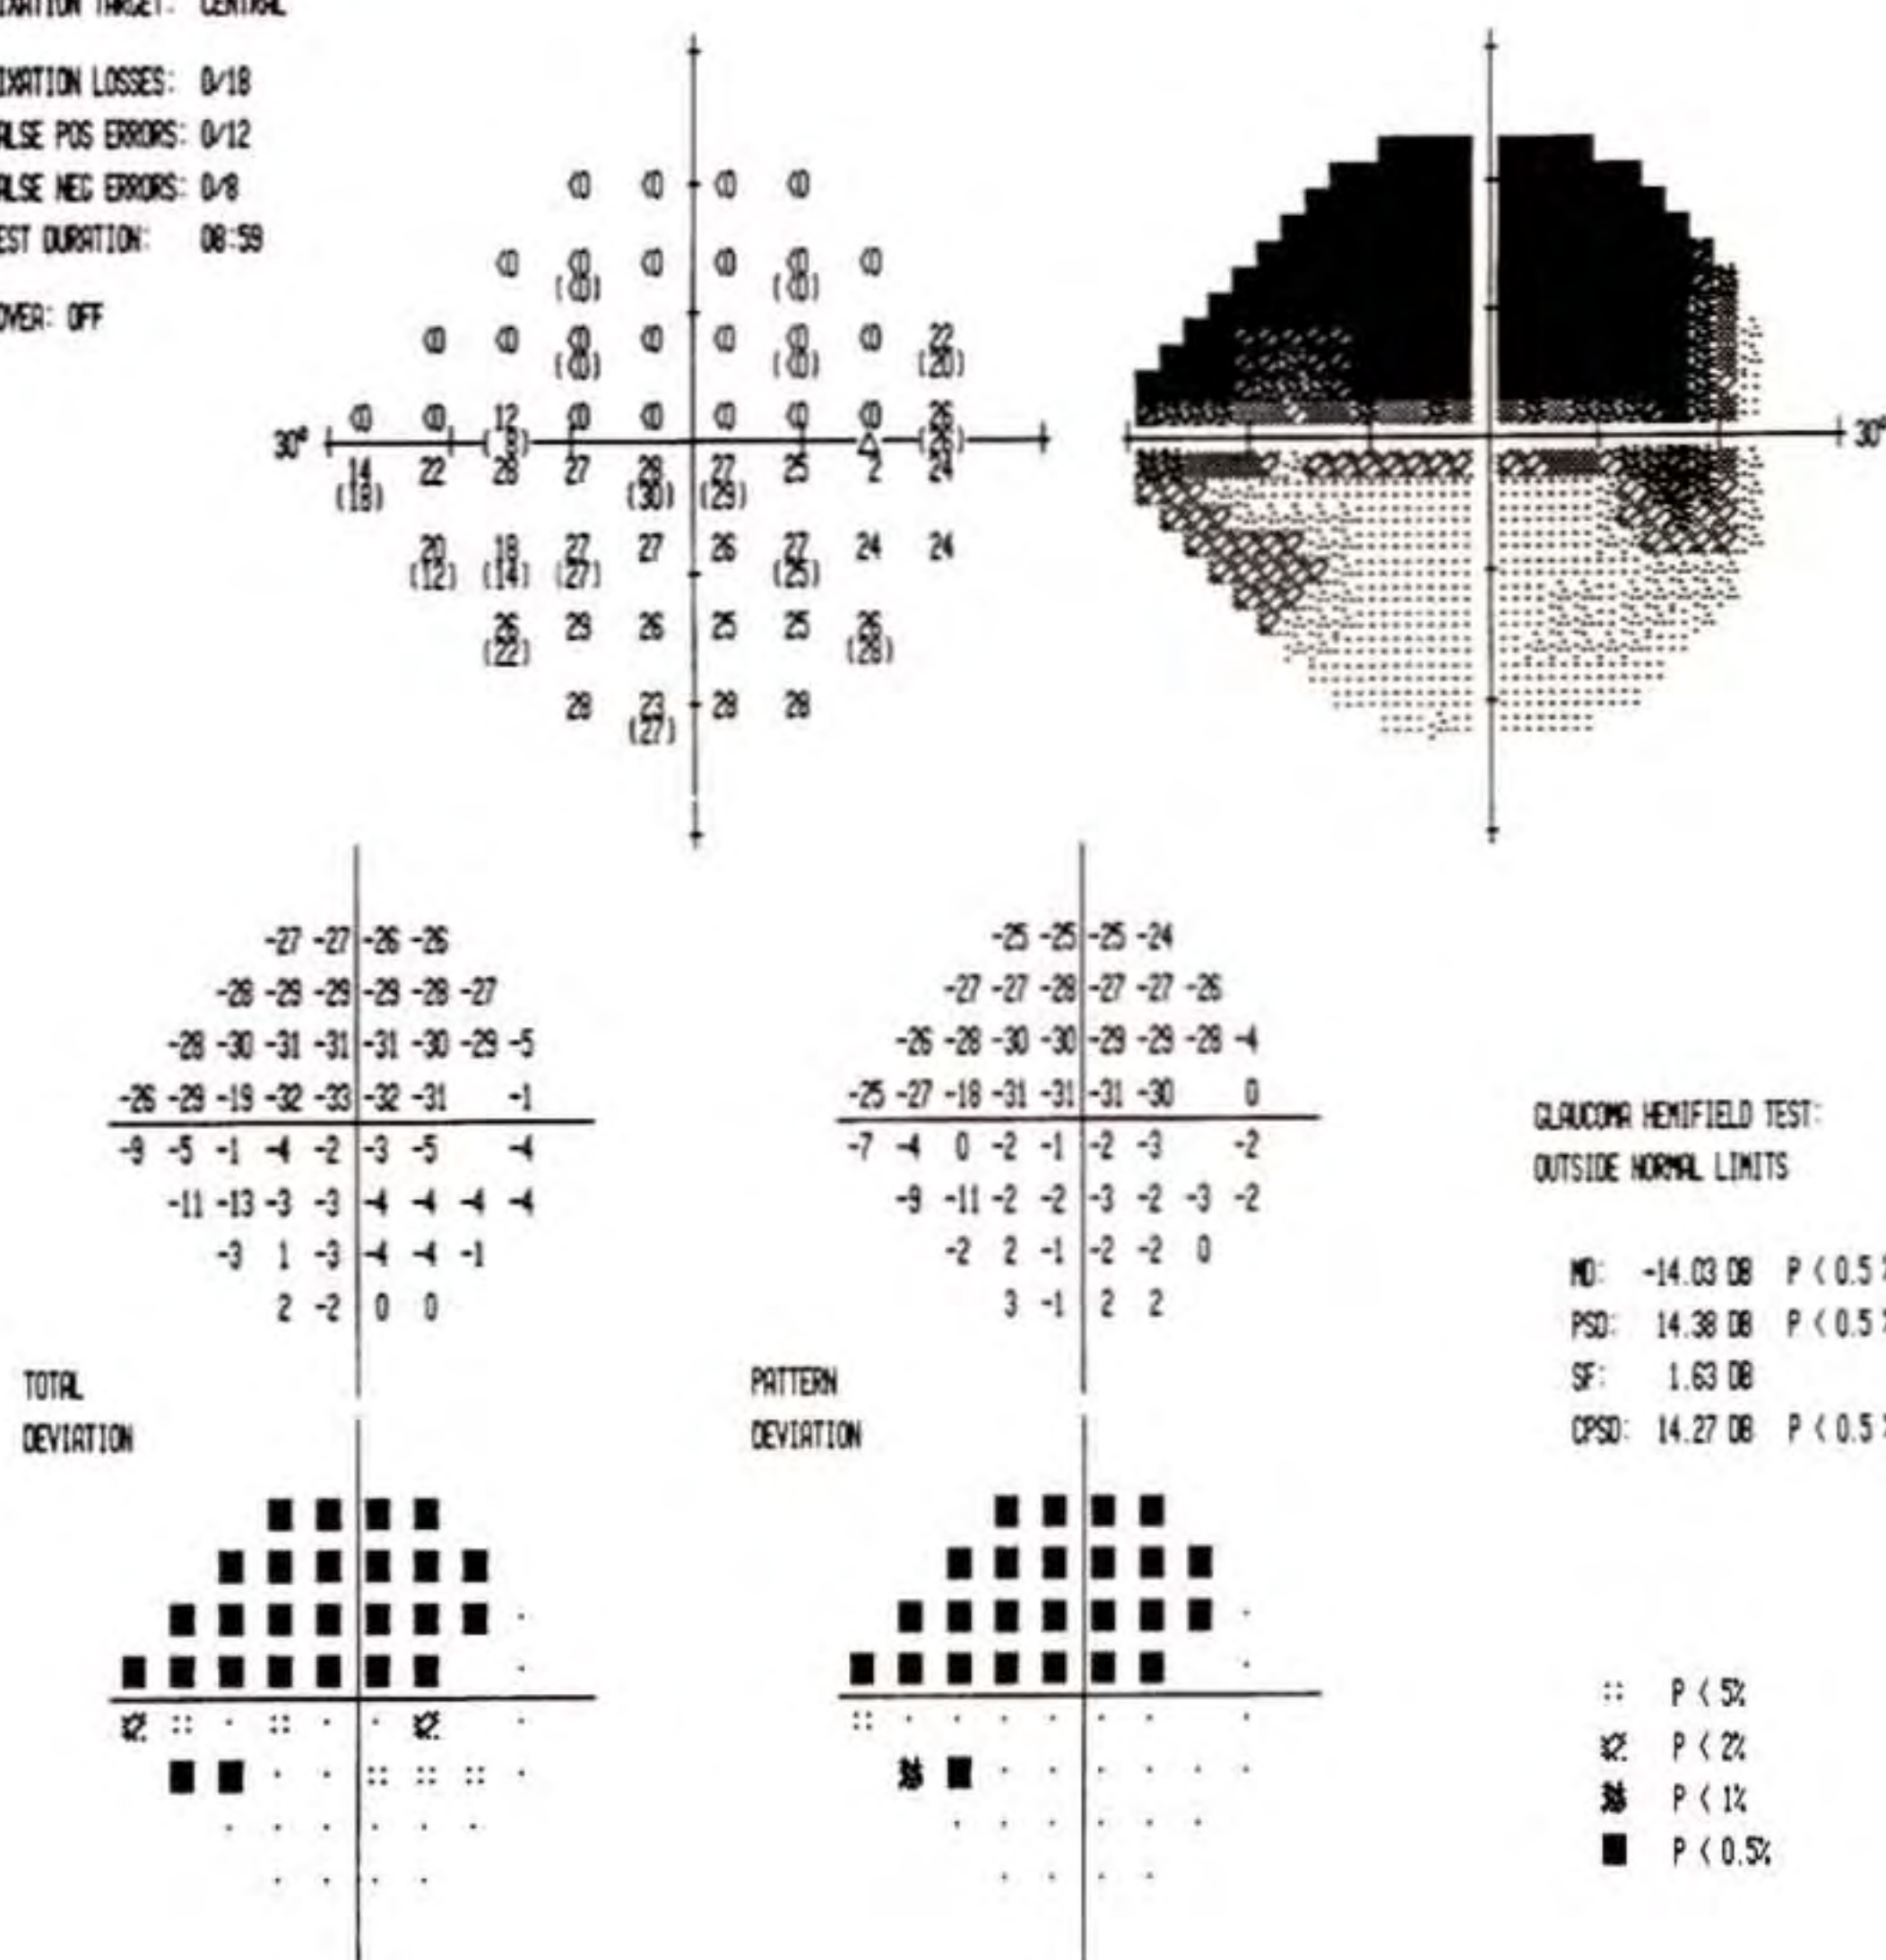 IXATION TARGET: CENTRAL
IXATION LOSSES: 0/18
ALSE POS ERRORS: 0/12
ALSE NEG ERRORS: 0/8
EST DURATION: 08:59
OVER: OFF
<0 <0 <0 <0
<0 <0 <0 <0 <0 <0
(<0) (<0)
<0 <0 <0 <0 <0 <0 <0 22
(<0) (<0) (20)
<0 <0 12 <0 <0 <0 <0 <0 26
30° (8) (26) 30°
14 22 26 27 28 27 25 2 24
(18) (30) (29)
20 18 27 27 26 27 24 24
(12) (14) (27) (25)
26 29 26 25 25 26
(22) (28)
28 23 28 28
(27)
-27 -27 -26 -26
-28 -29 -29 -29 -28 -27
-28 -30 -31 -31 -31 -30 -29 -5
-26 -29 -19 -32 -33 -32 -31 -1
-9 -5 -1 -4 -2 -3 -5 -4
-11 -13 -3 -3 -4 -4 -4 -4
-3 1 -3 -4 -4 -1
2 -2 0 0
TOTAL
DEVIATION
-25 -25 -25 -24
-27 -27 -28 -27 -27 -26
-26 -28 -30 -30 -29 -29 -28 -4
-25 -27 -18 -31 -31 -31 -30 0
-7 -4 0 -2 -1 -2 -3 -2
-9 -11 -2 -2 -3 -2 -3 -2
-2 2 -1 -2 -2 0
3 -1 2 2
PATTERN
DEVIATION
GLAUCOMA HEMIFIELD TEST:
OUTSIDE NORMAL LIMITS
MD: -14.03 DB P < 0.5
PSD: 14.38 DB P < 0.5
SF: 1.63 DB
CPSD: 14.27 DB P < 0.5
P < 5%
P < 2%
P < 1%
P < 0.5%